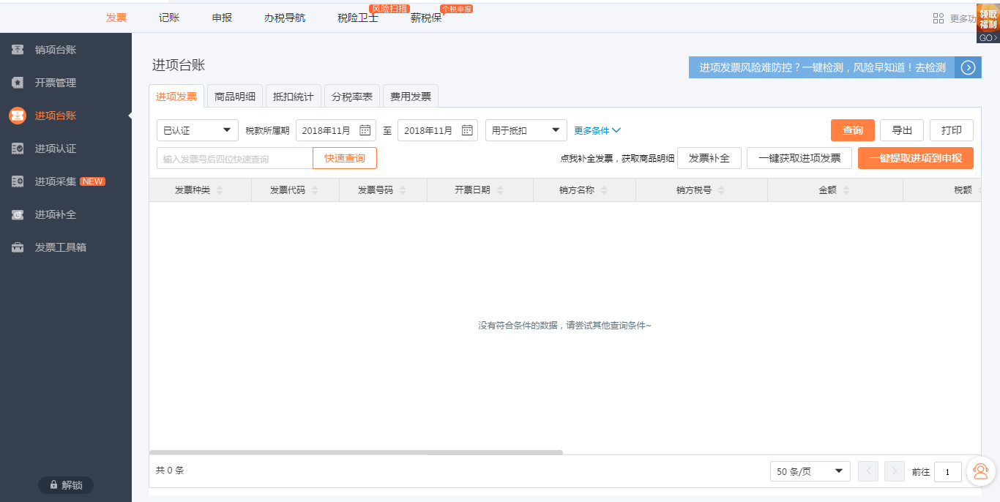 发票 记账 申报 办税导航 税险卫士 风险扫描 薪税保 个税申报 更多功
领取
福利
GO>
销项台账
开票管理
进项台账
进项认证
进项采集 NEW
进项补全
发票工具箱
解锁
进项台账
进项发票风险难防控？一键检测，风险早知道！去检测
进项发票 商品明细 抵扣统计 分税率表 费用发票
已认证 税款所属期 2018年11月 至 2018年11月 用于抵扣 更多条件 查询 导出 打印
输入发票号后四位快速查询 快速查询 点我补全发票，获取商品明细 发票补全 一键获取进项发票 一键提取进项到申报
发票种类 发票代码 发票号码 开票日期 销方名称 销方税号 金额 税额
没有符合条件的数据，请尝试其他查询条件~
共 0 条 50 条/页 前往 1